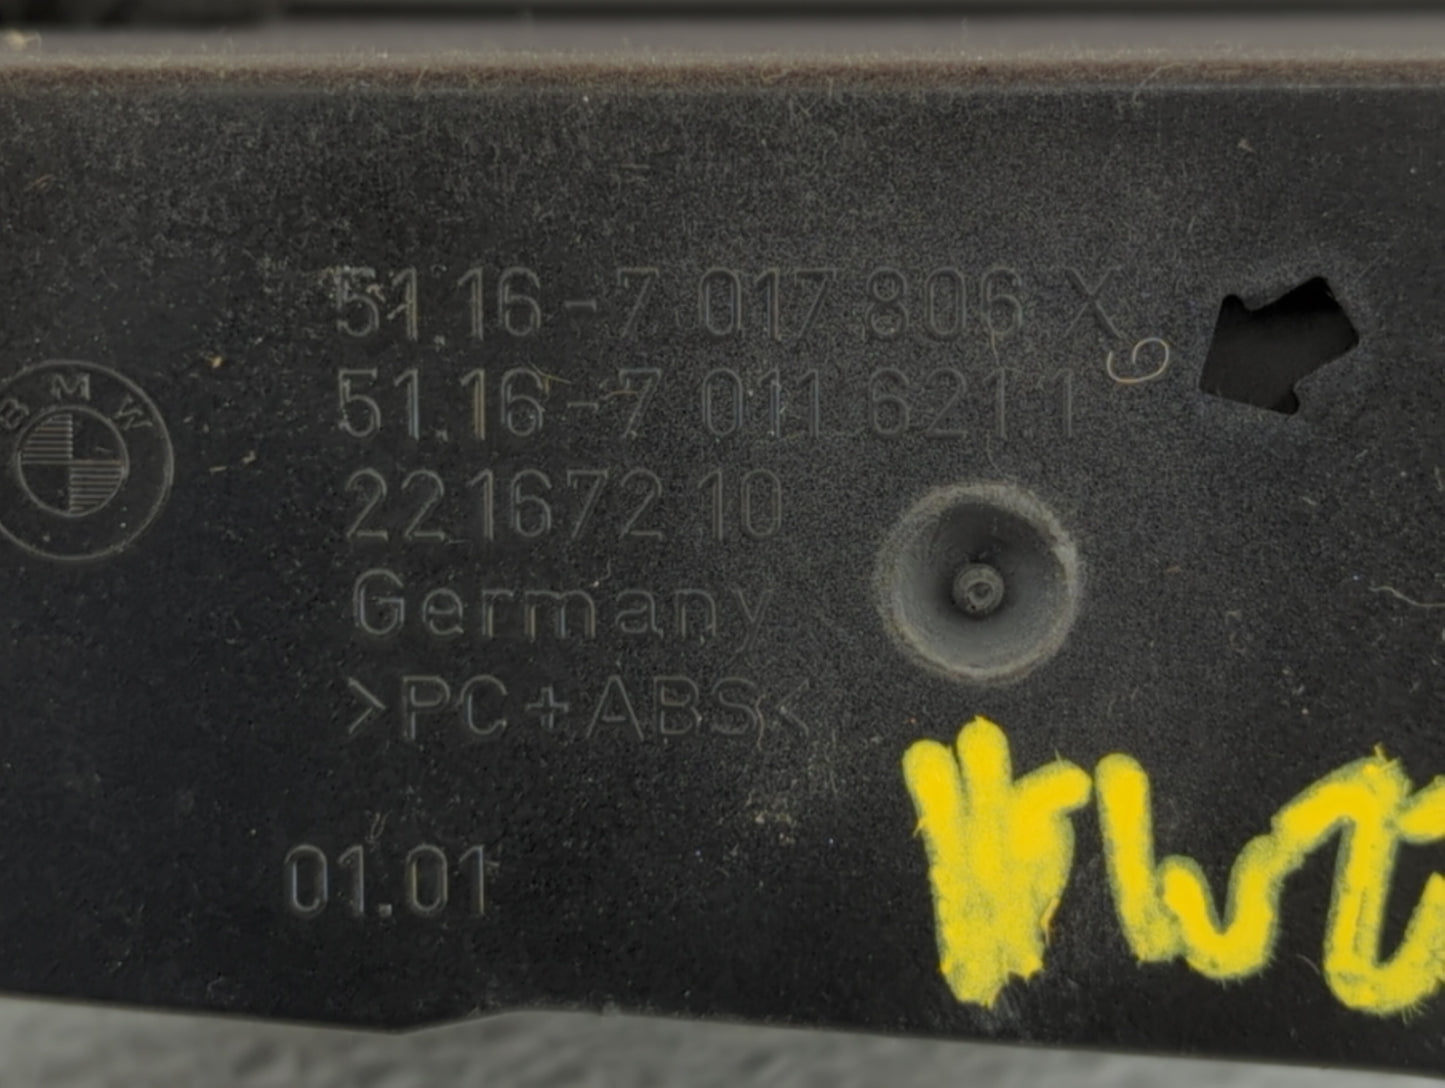 51.16-7 017 806 X
51.16-7 011 621.1
BMW
22 1672 10
Germany
>PC+ABS<
01.01